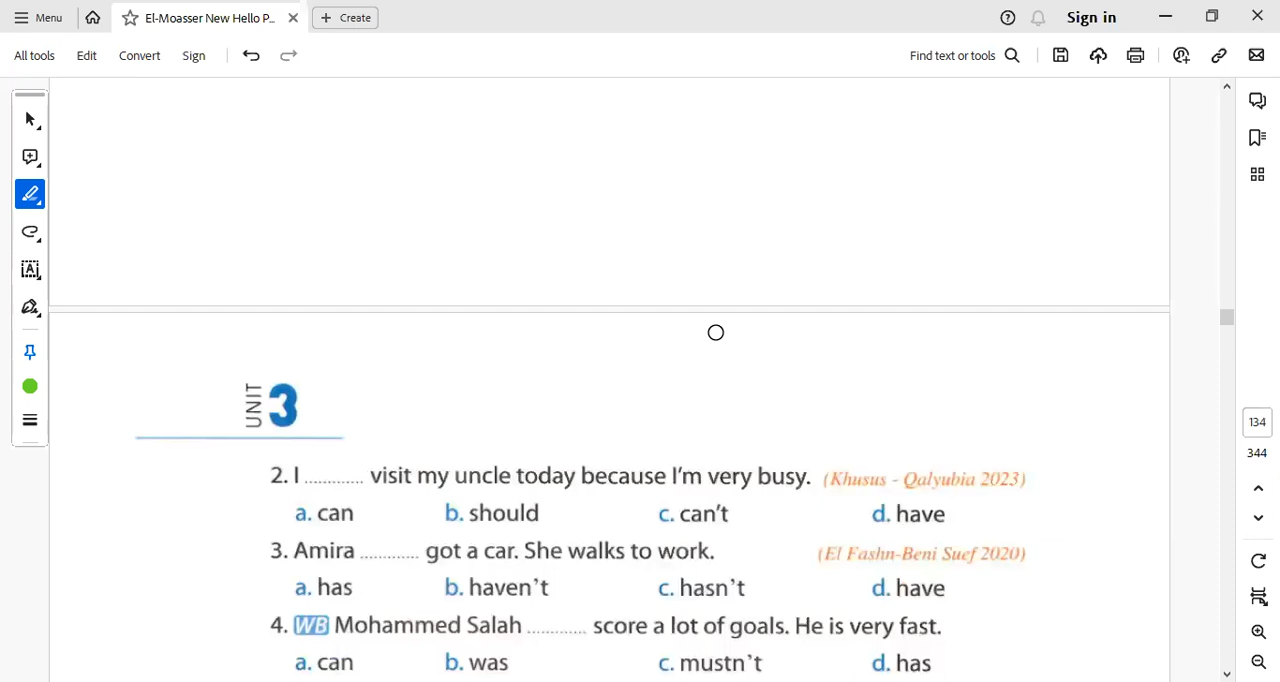 Menu El-Moasser New Hello P... Create Sign in
All tools Edit Convert Sign Find text or tools
134
344
UNIT 3
2. I ............ visit my uncle today because I'm very busy. (Khusus - Qalyubia 2023)
a. can b. should c. can't d. have
3. Amira ............ got a car. She walks to work. (El Fashn-Beni Suef 2020)
a. has b. haven't c. hasn't d. have
4. WB Mohammed Salah ............ score a lot of goals. He is very fast.
a. can b. was c. mustn't d. has